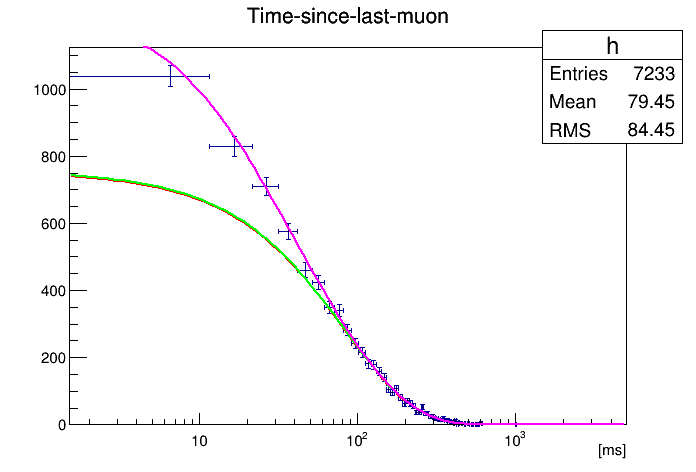 Time-since-last-muon
h
Entries 7233
Mean 79.45
RMS 84.45
1000
800
600
400
200
0
10 10² 10³
[ms]